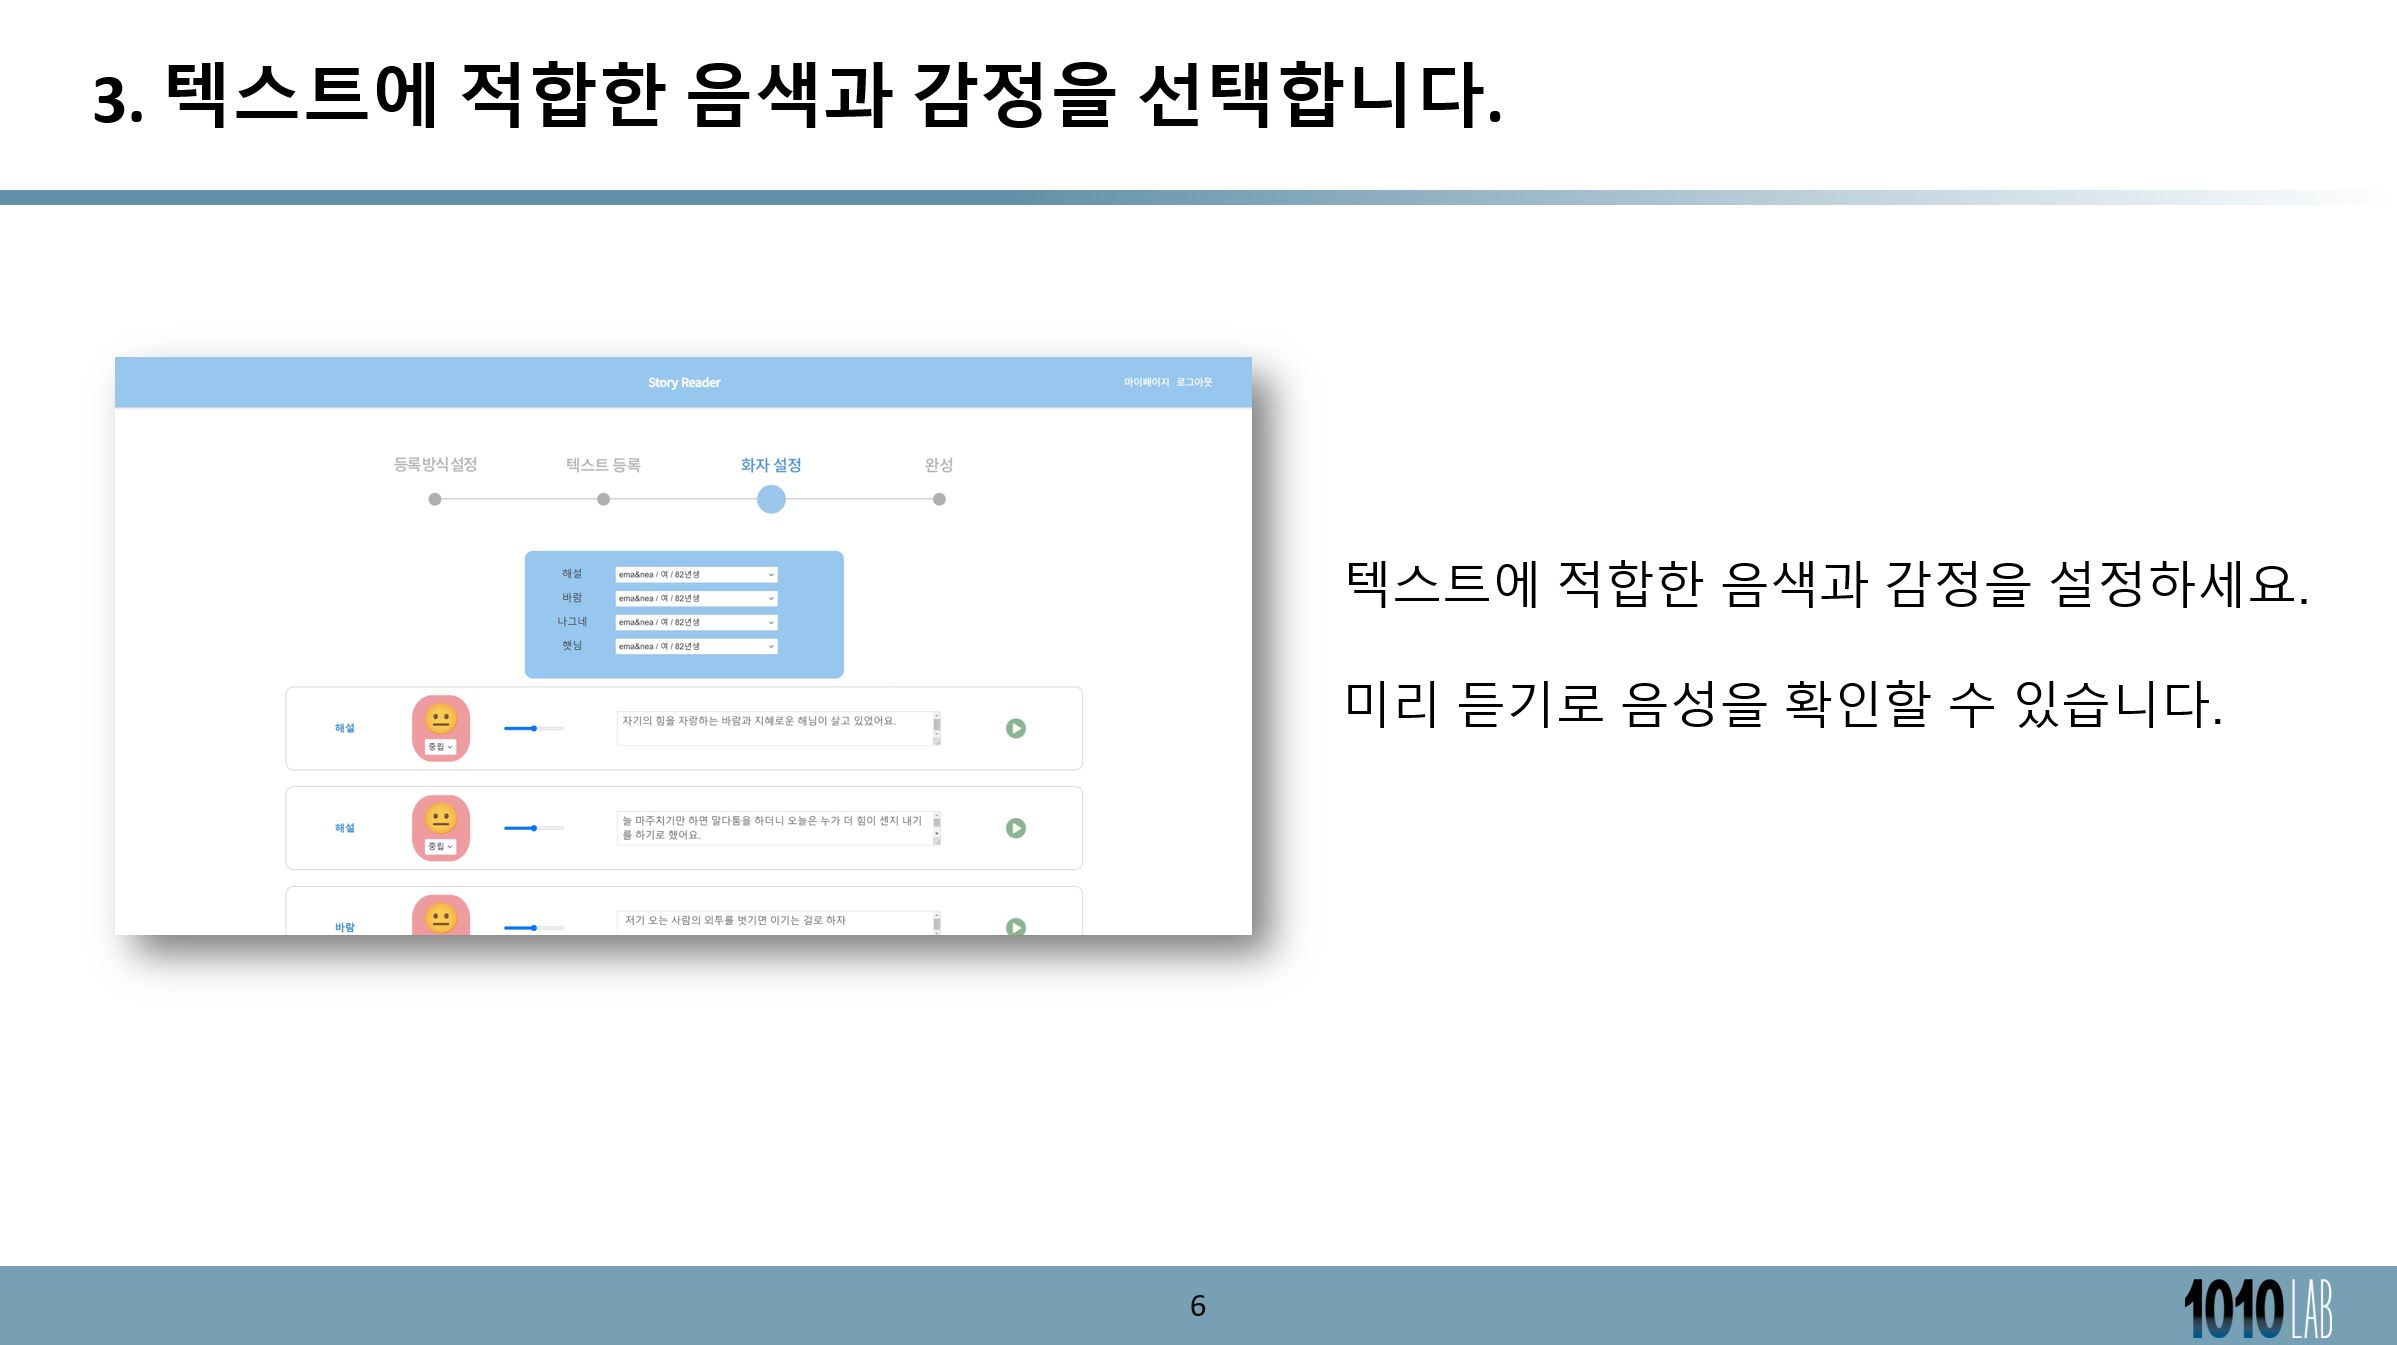 3. 텍스트에 적합한 음색과 감정을 선택합니다.
Story Reader
마이페이지 로그아웃
등록방식설정
텍스트 등록
화자 설정
완성
해설 ema&nea / 여 / 82년생
바람 ema&nea / 여 / 82년생
나그네 ema&nea / 여 / 82년생
햇님 ema&nea / 여 / 82년생
해설
중립
자기의 힘을 자랑하는 바람과 지혜로운 해님이 살고 있었어요.
해설
중립
늘 마주치기만 하면 말다툼을 하더니 오늘은 누가 더 힘이 센지 내기
를 하기로 했어요.
바람
저기 오는 사람의 외투를 벗기면 이기는 걸로 하자
텍스트에 적합한 음색과 감정을 설정하세요.
미리 듣기로 음성을 확인할 수 있습니다.
6
1010 LAB